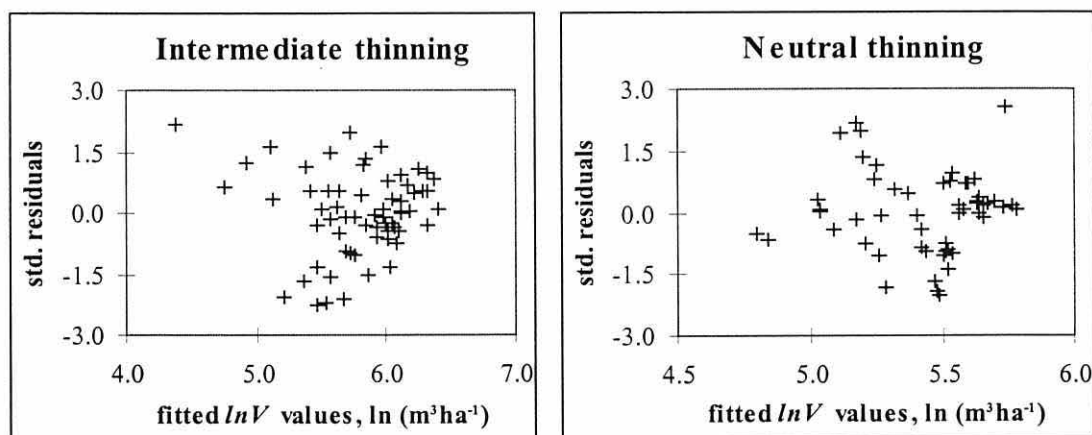 Intermediate thinning
3.0
1.5
0.0
-1.5
-3.0
std. residuals
4.0 5.0 6.0 7.0
fitted lnV values, ln (m³ha⁻¹)
Neutral thinning
3.0
1.5
0.0
-1.5
-3.0
std. residuals
4.5 5.0 5.5 6.0
fitted lnV values, ln (m³ha⁻¹)